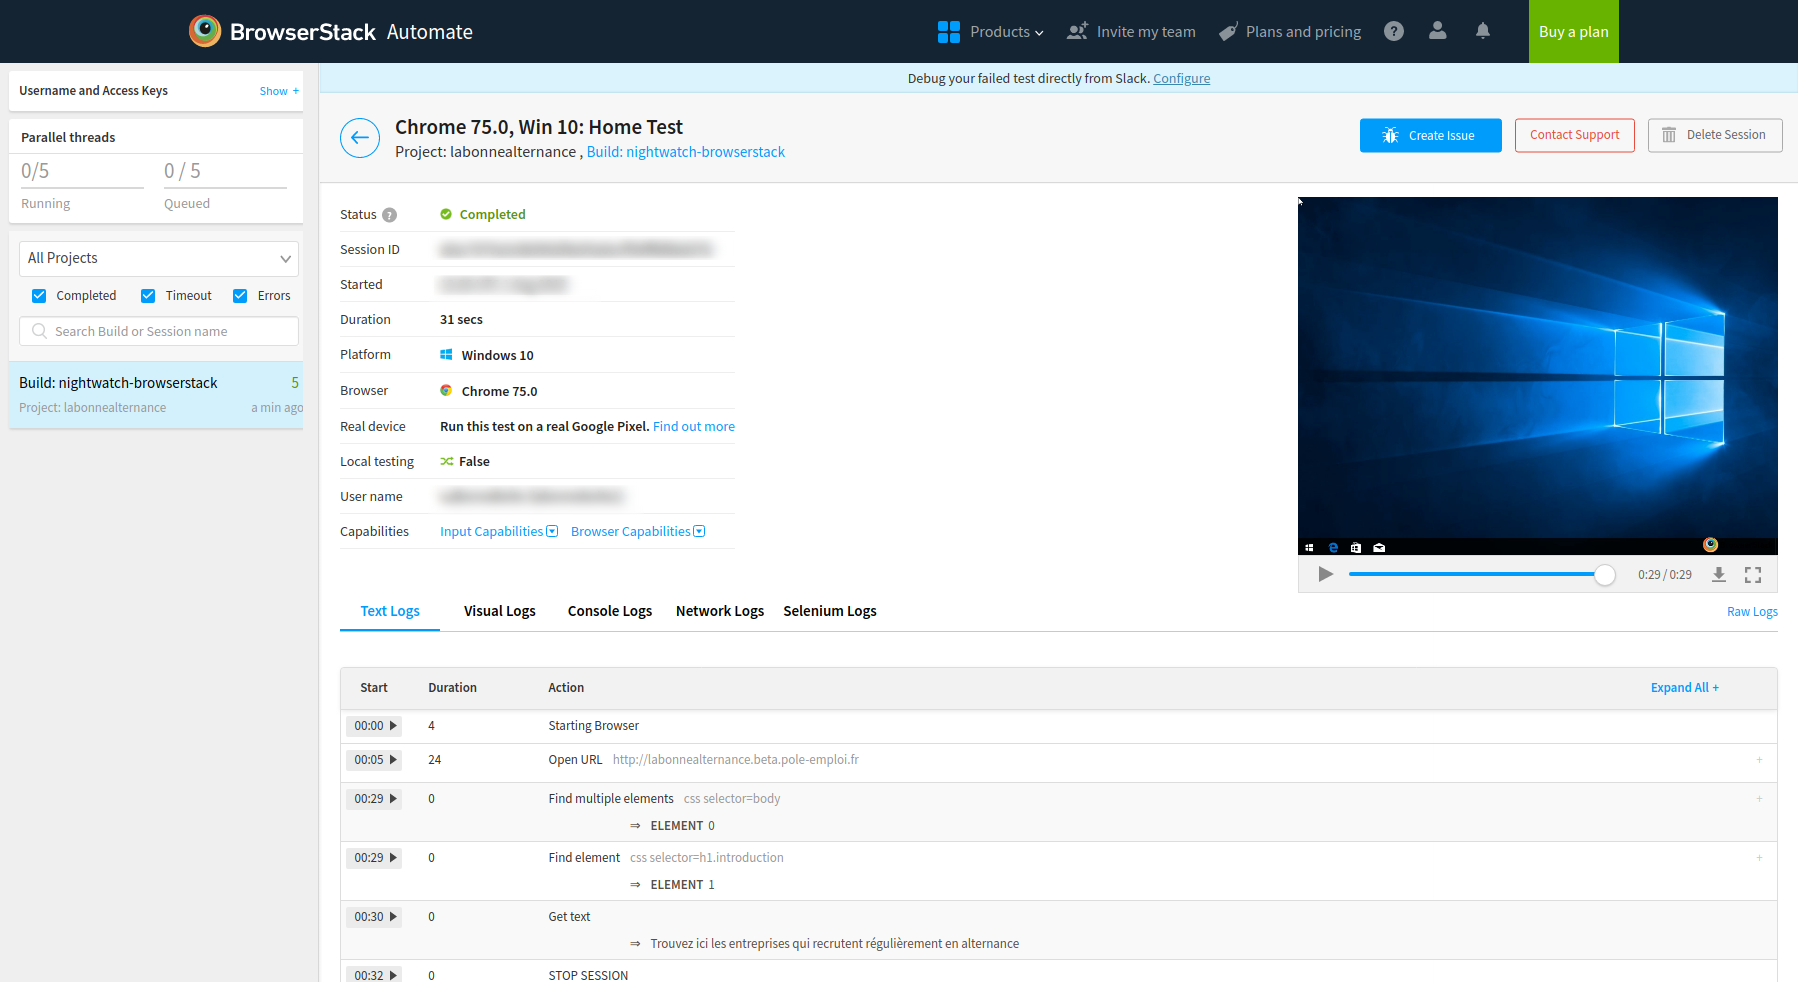 BrowserStack Automate
Products
Invite my team
Plans and pricing
?
Buy a plan
Username and Access Keys
Show +
Parallel threads
0/5
0 / 5
Running
Queued
All Projects
Completed
Timeout
Errors
Search Build or Session name
Build: nightwatch-browserstack
5
Project: labonnealternance
a min ago
Debug your failed test directly from Slack. Configure
Chrome 75.0, Win 10: Home Test
Project: labonnealternance , Build: nightwatch-browserstack
Create Issue
Contact Support
Delete Session
Status ? Completed
Session ID
Started
Duration 31 secs
Platform Windows 10
Browser Chrome 75.0
Real device Run this test on a real Google Pixel. Find out more
Local testing False
User name
Capabilities Input Capabilities Browser Capabilities
0:29 / 0:29
Text Logs Visual Logs Console Logs Network Logs Selenium Logs
Raw Logs
Start Duration Action Expand All +
00:00 4 Starting Browser
00:05 24 Open URL http://labonnealternance.beta.pole-emploi.fr +
00:29 0 Find multiple elements css selector=body +
⇒ ELEMENT 0
00:29 0 Find element css selector=h1.introduction +
⇒ ELEMENT 1
00:30 0 Get text
⇒ Trouvez ici les entreprises qui recrutent régulièrement en alternance
00:32 0 STOP SESSION